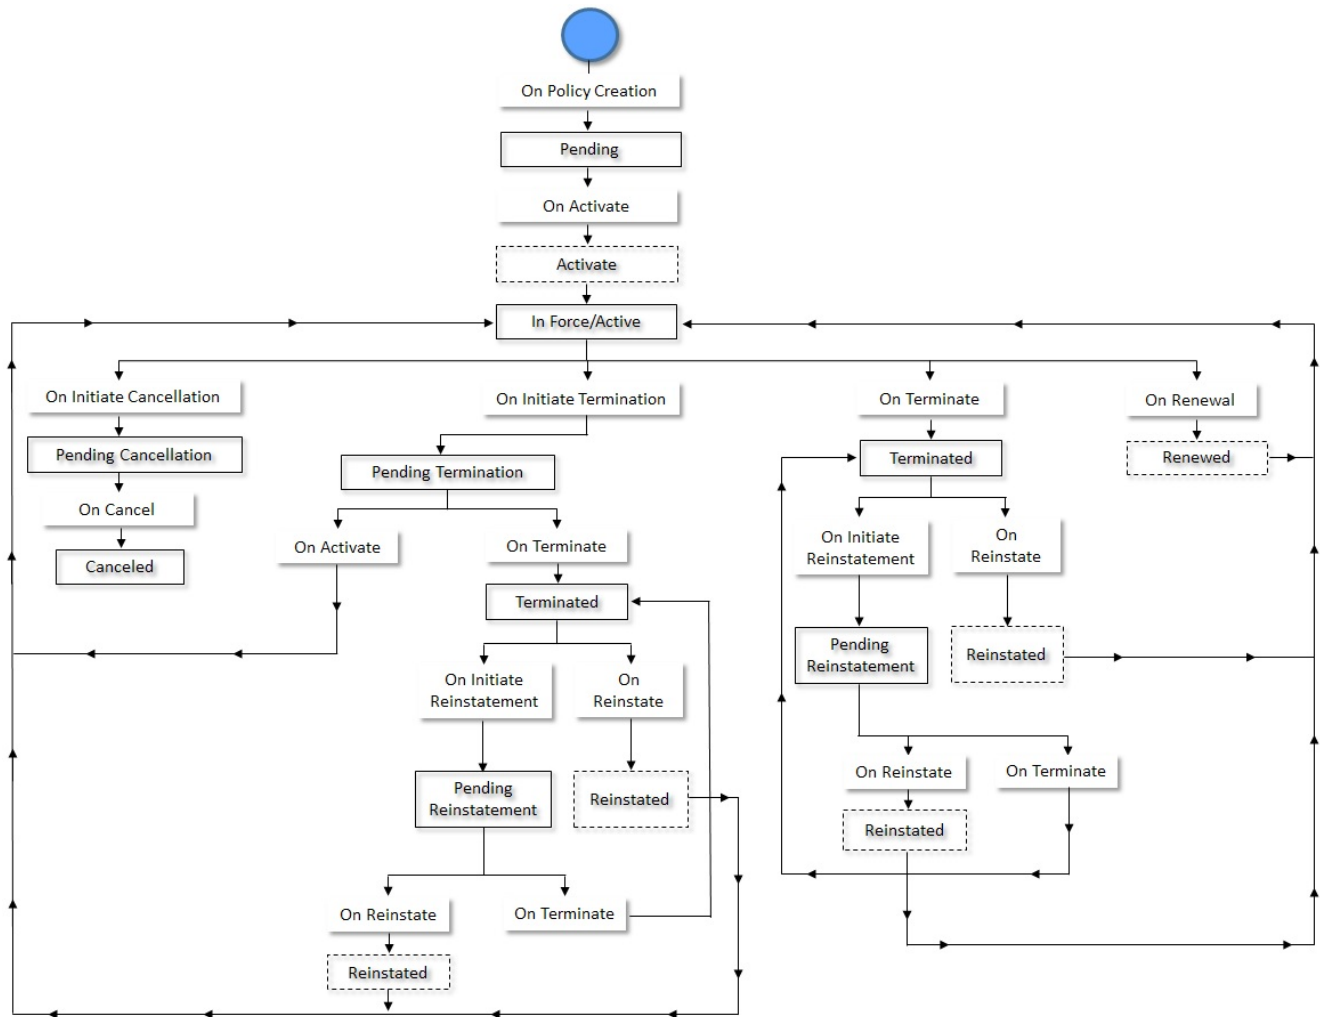 On Policy Creation
Pending
On Activate
Activate
In Force/Active
On Initiate Cancellation
On Initiate Termination
On Terminate
On Renewal
Pending Cancellation
Pending Termination
Terminated
Renewed
On Cancel
On Activate
On Terminate
On Initiate
Reinstatement
On
Reinstate
Canceled
Terminated
Pending
Reinstatement
Reinstated
On Initiate
Reinstatement
On
Reinstate
On Reinstate
On Terminate
Pending
Reinstatement
Reinstated
Reinstated
On Reinstate
On Terminate
Reinstated